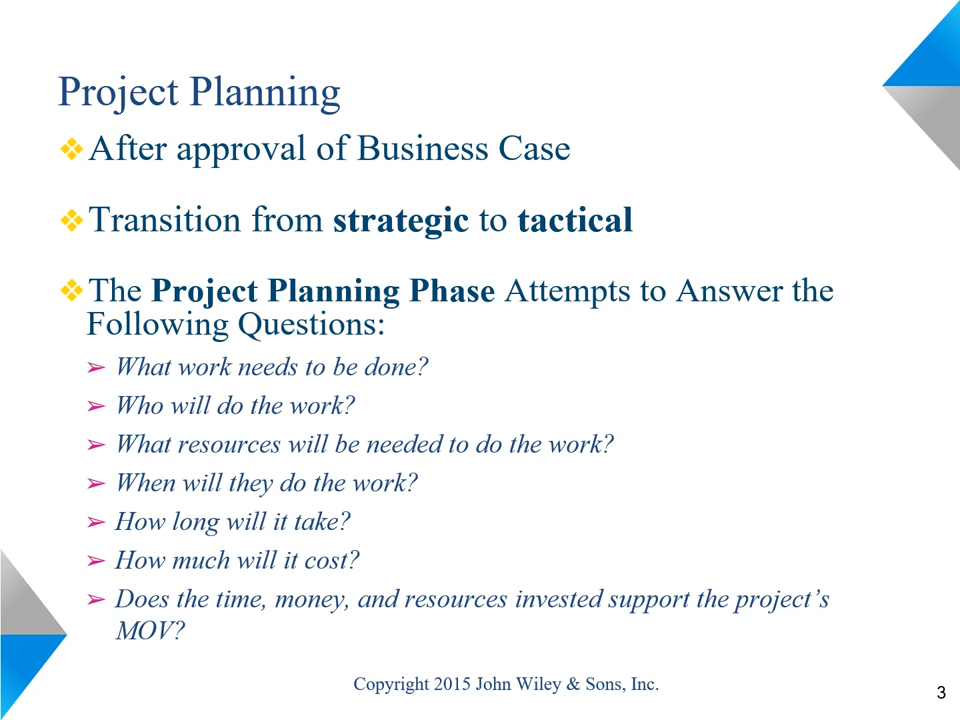 Project Planning
❖After approval of Business Case
❖Transition from strategic to tactical
❖The Project Planning Phase Attempts to Answer the
Following Questions:
➢ What work needs to be done?
➢ Who will do the work?
➢ What resources will be needed to do the work?
➢ When will they do the work?
➢ How long will it take?
➢ How much will it cost?
➢ Does the time, money, and resources invested support the project’s
MOV?
Copyright 2015 John Wiley & Sons, Inc.
3